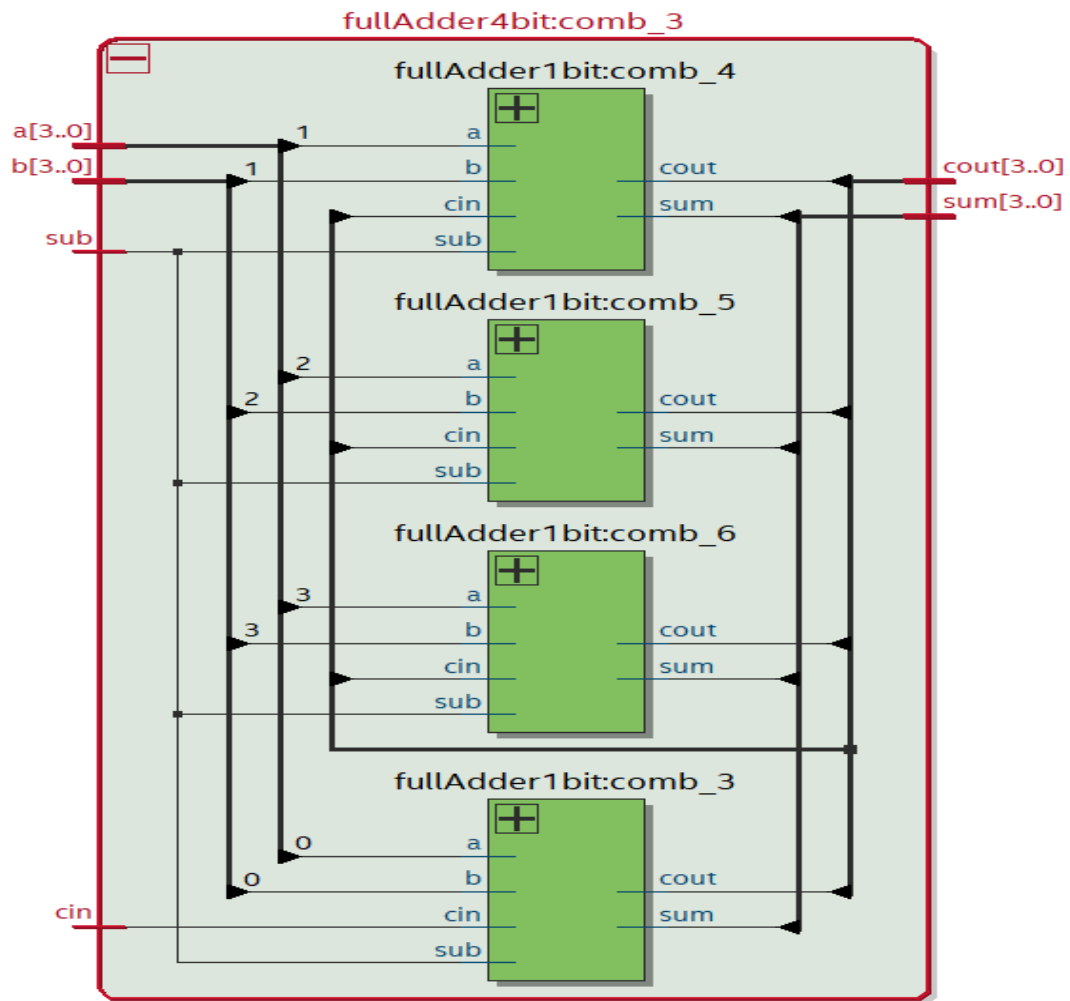 fullAdder4bit:comb_3
fullAdder1bit:comb_4
a[3..0]
1
a
b[3..0]
1
b
cout
cout[3..0]
cin
sum
sum[3..0]
sub
sub
fullAdder1bit:comb_5
2
a
2
b
cout
cin
sum
sub
fullAdder1bit:comb_6
3
a
3
b
cout
cin
sum
sub
fullAdder1bit:comb_3
0
a
0
b
cout
cin
cin
sum
sub